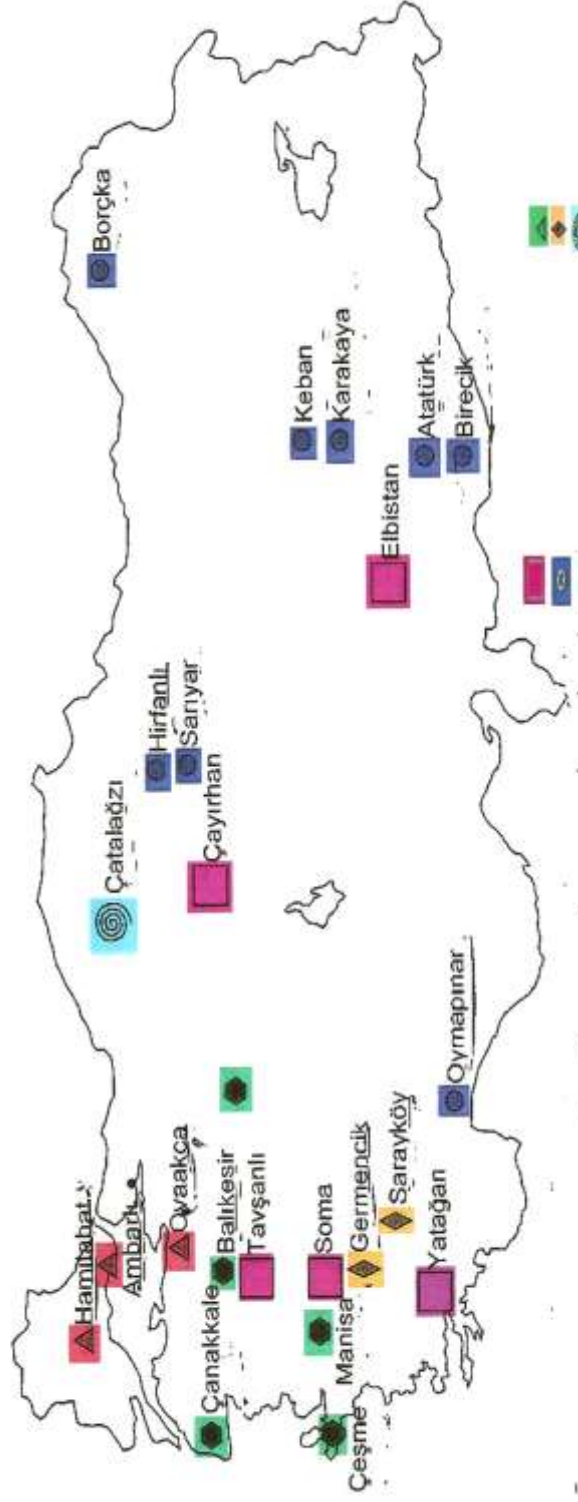 Hamitabat
Ambarlı
Ovaakca
Çanakkale
Balıkesir
Tavşanlı
Soma
Manisa
Çeşme
Germencik
Sarayköy
Yatağan
Oymapınar
Çatalağzı
Hirfanlı
Sarıyar
Çayırhan
Elbistan
Borçka
Keban
Karakaya
Atatürk
Birecik